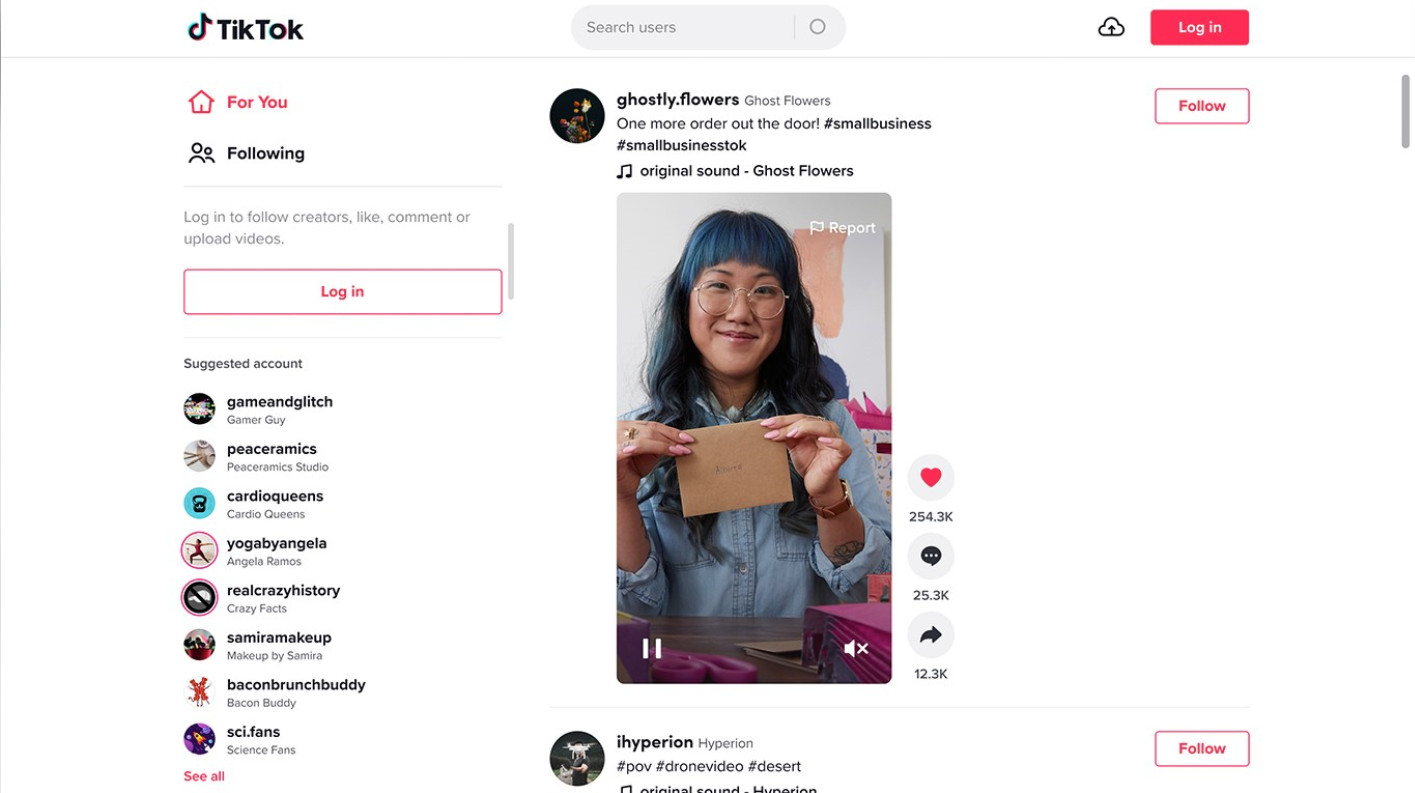 TikTok
Search users
Log in
For You
Following
Log in to follow creators, like, comment or
upload videos.
Log in
Suggested account
gameandglitch
Gamer Guy
peaceramics
Peaceramics Studio
cardioqueens
Cardio Queens
yogabyangela
Angela Ramos
realcrazyhistory
Crazy Facts
samiramakeup
Makeup by Samira
baconbrunchbuddy
Bacon Buddy
sci.fans
Science Fans
See all
ghostly.flowers Ghost Flowers
Follow
One more order out the door! #smallbusiness
#smallbusinesstok
original sound - Ghost Flowers
Report
254.3K
25.3K
12.3K
ihyperion Hyperion
Follow
#pov #dronevideo #desert
original sound - Hyperion